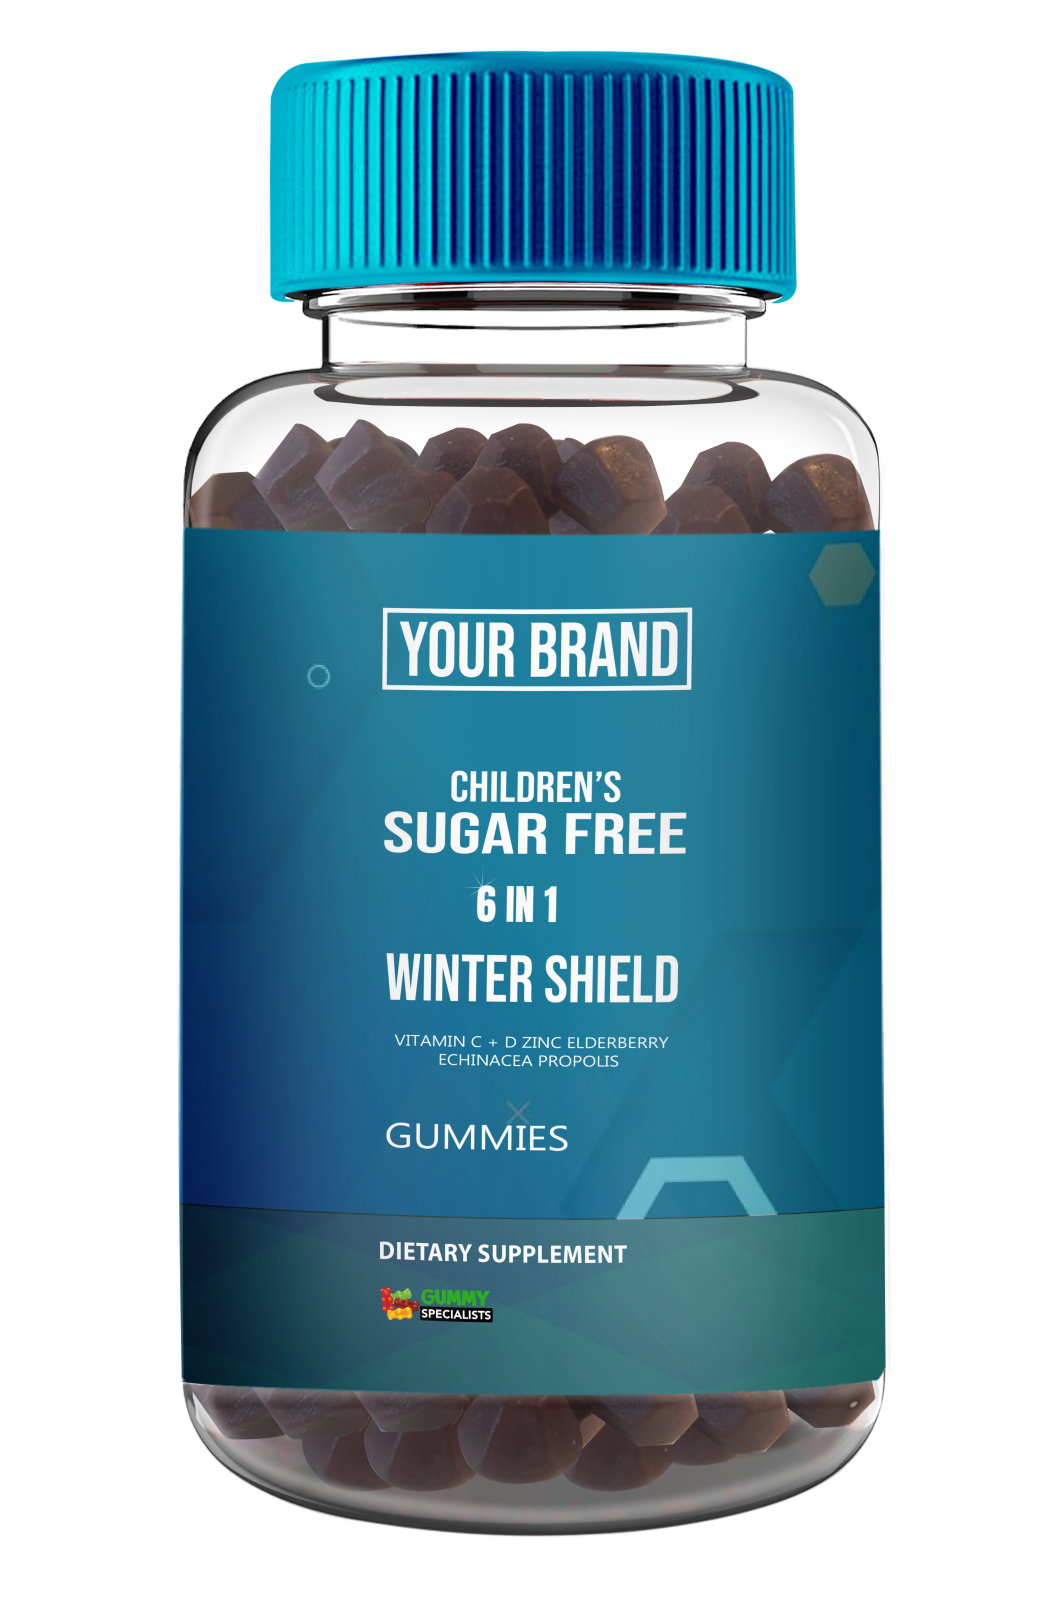 YOUR BRAND
CHILDREN'S
SUGAR FREE
6 IN 1
WINTER SHIELD
VITAMIN C + D ZINC ELDERBERRY
ECHINACEA PROPOLIS
GUMMIES
DIETARY SUPPLEMENT
GUMMY
SPECIALISTS